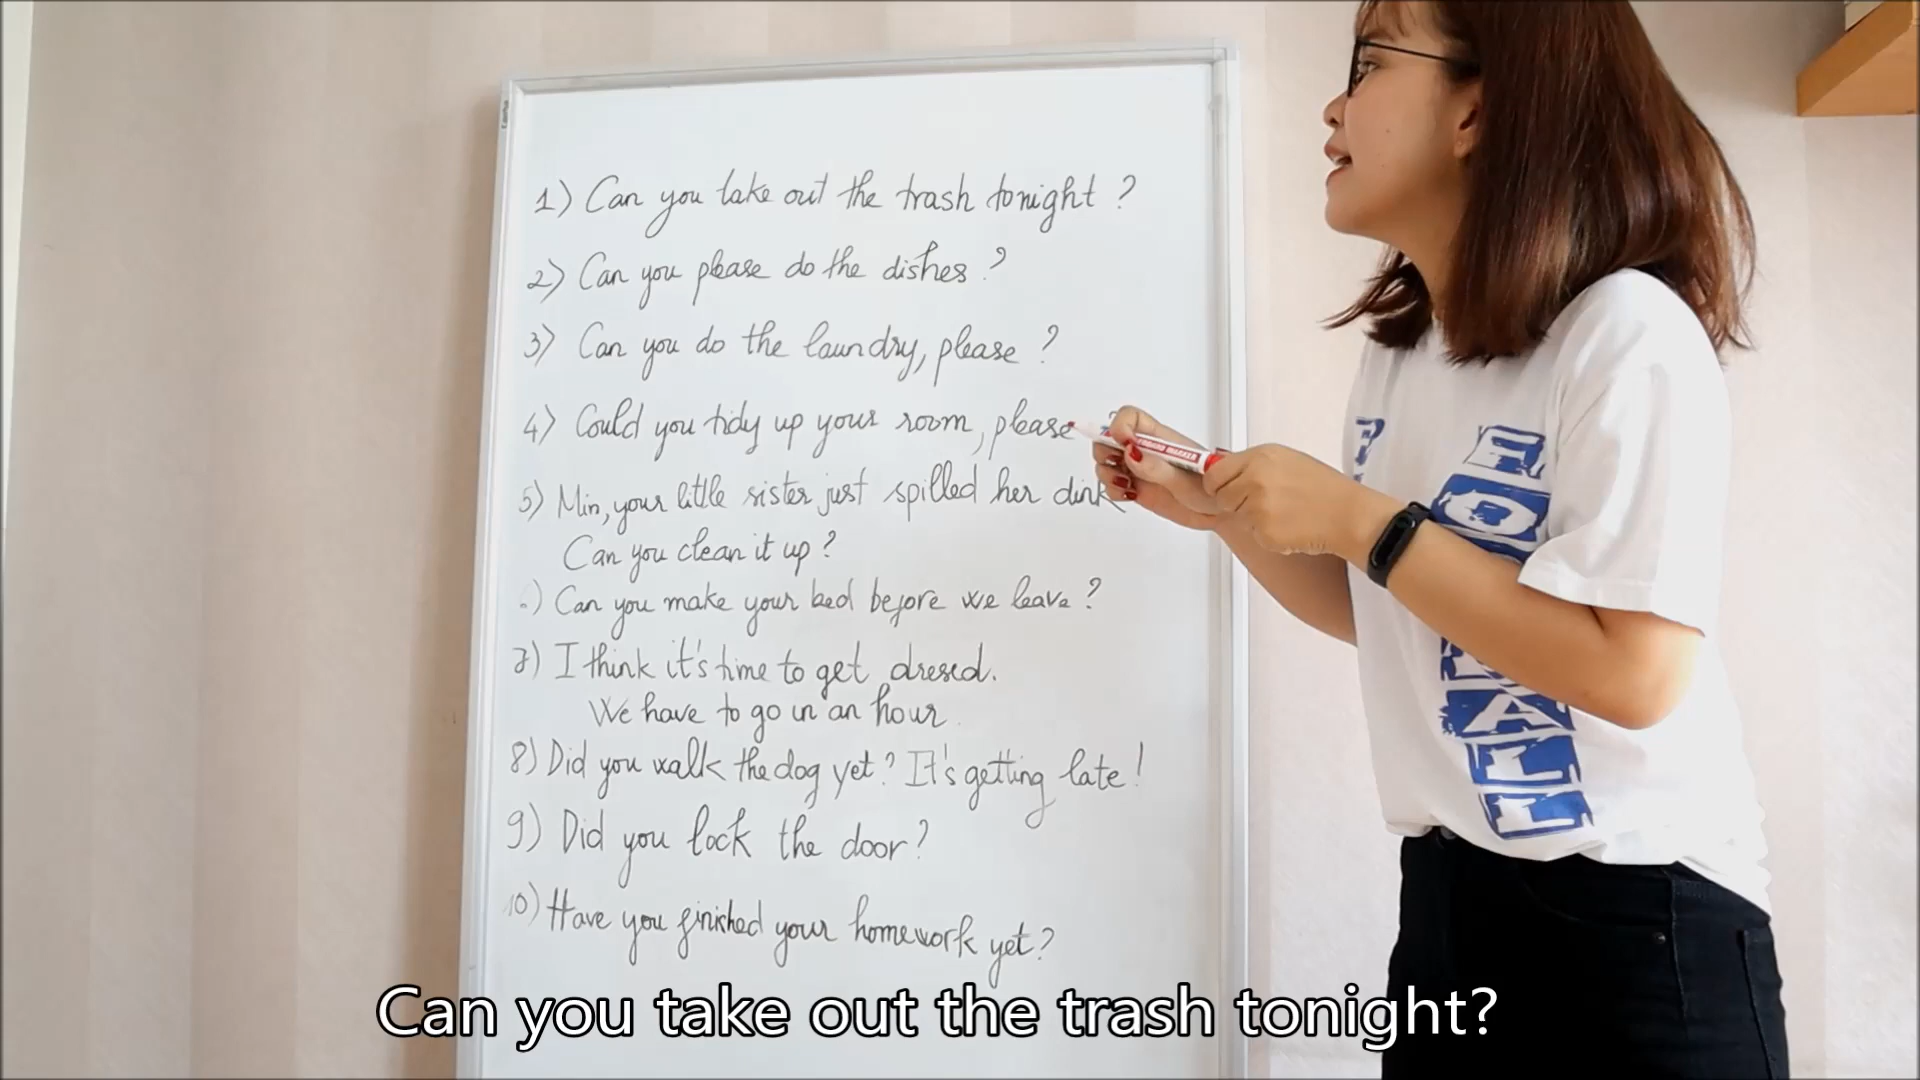 1) Can you take out the trash tonight ?
2) Can you please do the dishes ?
3) Can you do the laundry, please ?
4) Could you tidy up your room, please ?
5) Min, your little sister just spilled her dink
Can you clean it up ?
) Can you make your bed before we leave ?
7) I think it's time to get dresed.
We have to go in an hour.
8) Did you walk the dog yet? It's getting late!
9) Did you lock the door?
10) Have you finished your homework yet?
Can you take out the trash tonight?